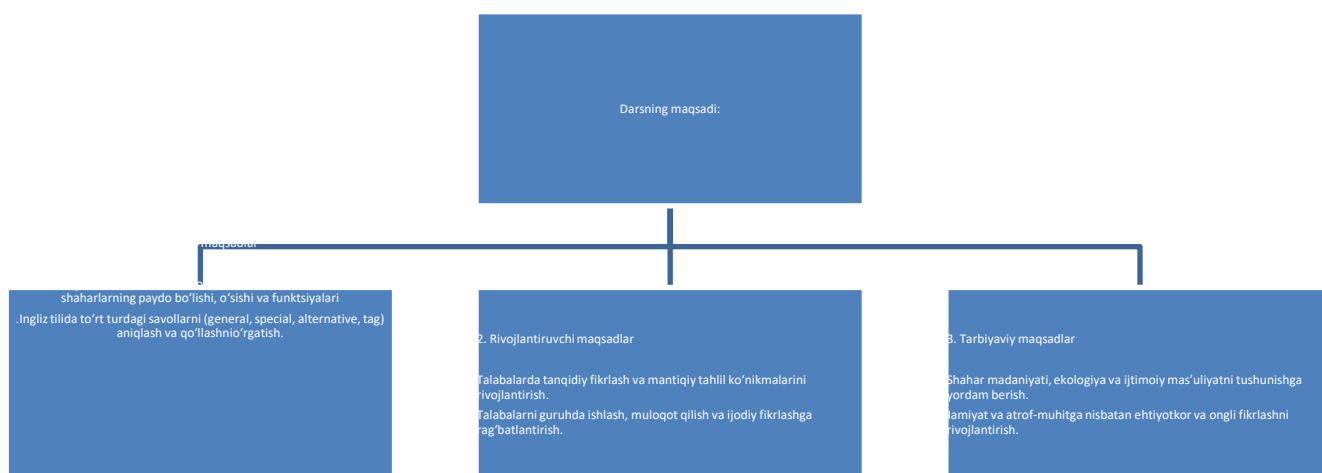 Darsning maqsadi:
maqsadlar
shaharlarning paydo bo‘lishi, o‘sishi va funktsiyalari
.Ingliz tilida to‘rt turdagi savollarni (general, special, alternative, tag)
aniqlash va qo‘llashnio‘rgatish.
2. Rivojlantiruvchi maqsadlar
Talabalarda tanqidiy fikrlash va mantiqiy tahlil ko‘nikmalarini
rivojlantirish.
Talabalarni guruhda ishlash, muloqot qilish va ijodiy fikrlashga
rag‘batlantirish.
3. Tarbiyaviy maqsadlar
Shahar madaniyati, ekologiya va ijtimoiy mas’uliyatni tushunishga
yordam berish.
Jamiyat va atrof-muhitga nisbatan ehtiyotkor va ongli fikrlashni
rivojlantirish.